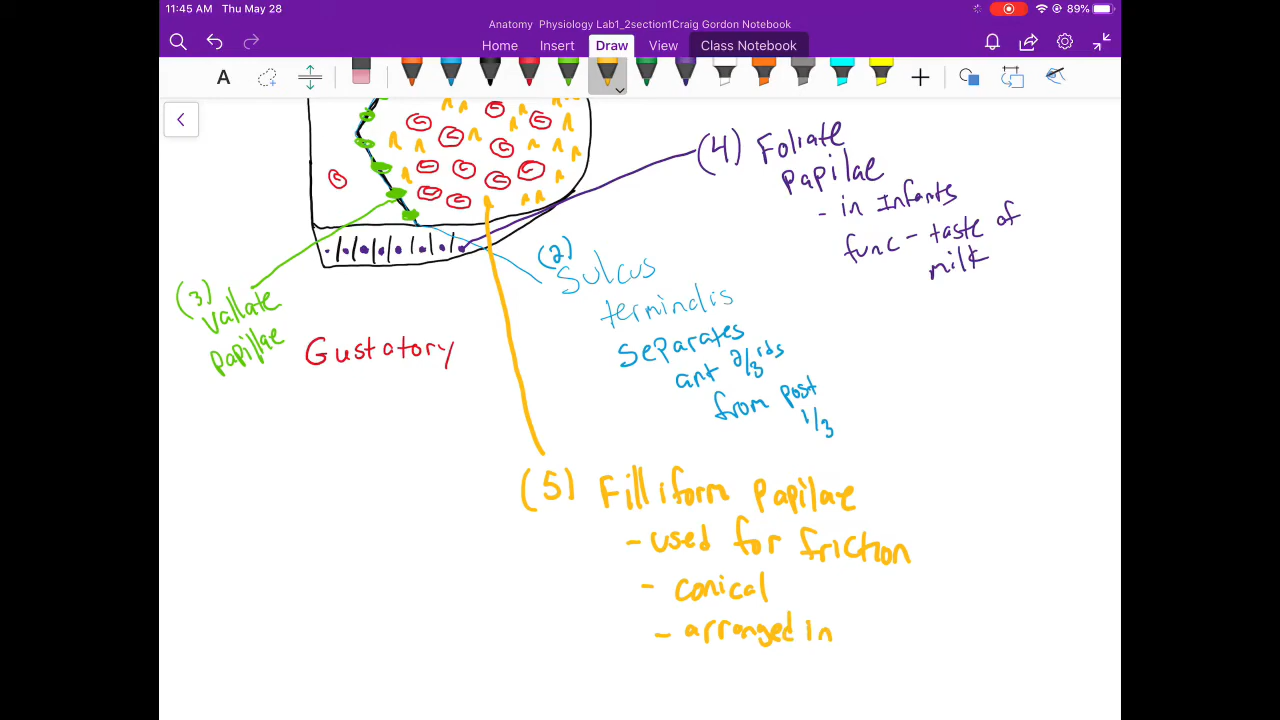 11:45 AM Thu May 28
89%
Anatomy Physiology Lab1_2section1Craig Gordon Notebook
Home Insert Draw View Class Notebook
A
(4) Foliate
papilae
- in Infants
func - taste of
milk
(2)
Sulcus
terminalis
separates
ant 2/3rds
from post
1/3
(3)
vallate
papillae
Gustatory
(5) Filliform papilae
- used for friction
- conical
- arranged in